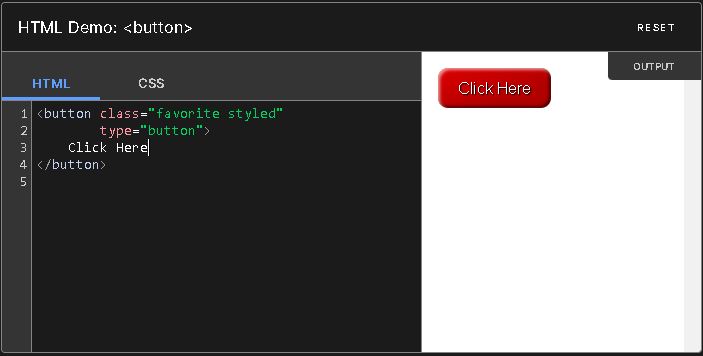 HTML Demo: <button>
RESET
HTML
CSS
OUTPUT
1 <button class="favorite styled"
2         type="button">
3     Click Here
4 </button>
5
Click Here